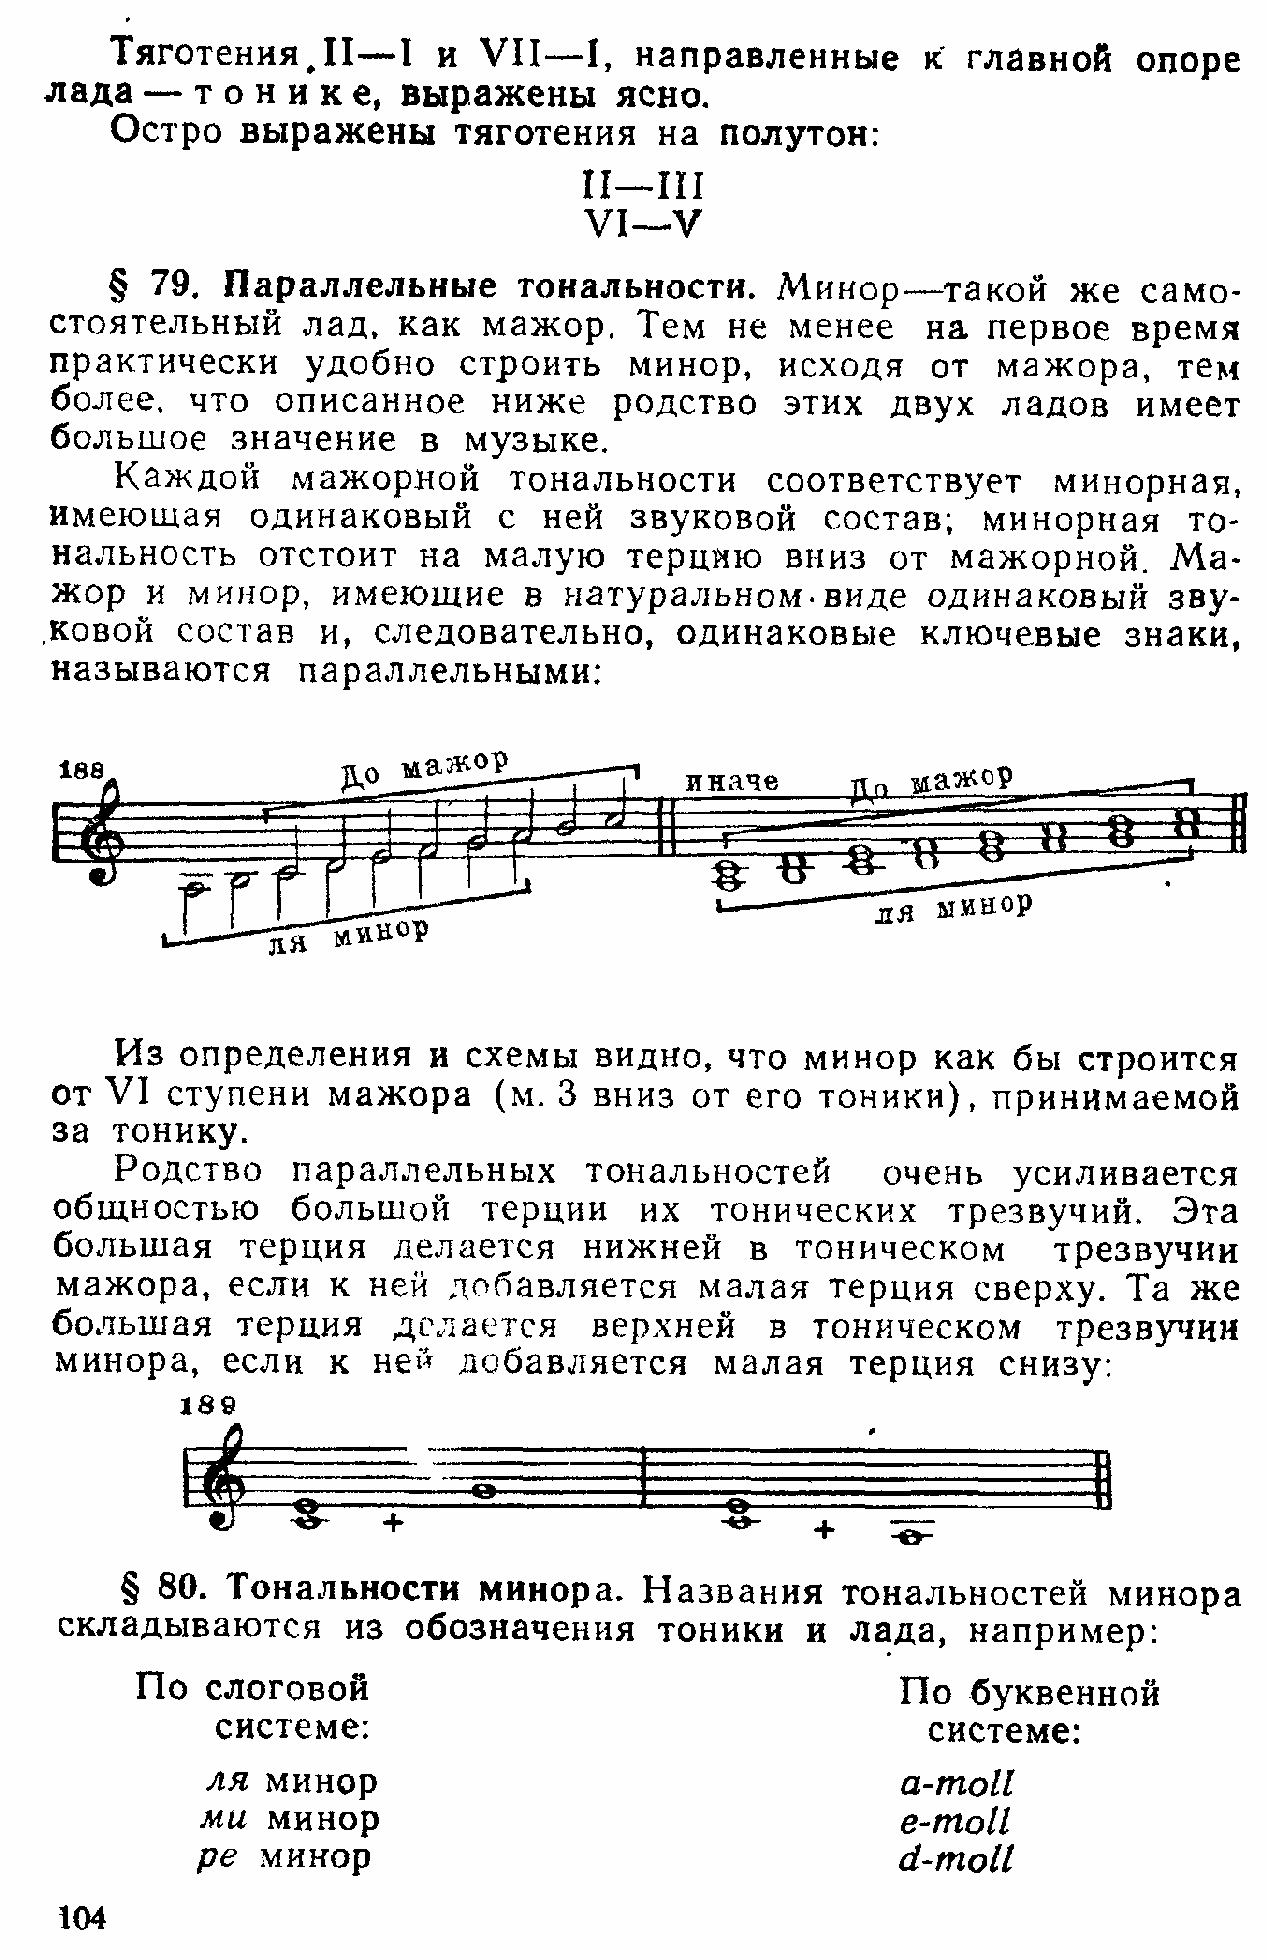 Тяготения II—I и VII—I, направленные к главной опоре
лада — т о н и к е, выражены ясно.
Остро выражены тяготения на полутон:
II—III
VI—V
§ 79. Параллельные тональности. Минор—такой же само-
стоятельный лад, как мажор. Тем не менее на первое время
практически удобно строить минор, исходя от мажора, тем
более, что описанное ниже родство этих двух ладов имеет
большое значение в музыке.
Каждой мажорной тональности соответствует минорная,
имеющая одинаковый с ней звуковой состав; минорная то-
нальность отстоит на малую терцию вниз от мажорной. Ма-
жор и минор, имеющие в натуральном виде одинаковый зву-
ковой состав и, следовательно, одинаковые ключевые знаки,
называются параллельными:
188 До мажор иначе До мажор
ля минор ля минор
Из определения и схемы видно, что минор как бы строится
от VI ступени мажора (м. 3 вниз от его тоники), принимаемой
за тонику.
Родство параллельных тональностей очень усиливается
общностью большой терции их тонических трезвучий. Эта
большая терция делается нижней в тоническом трезвучии
мажора, если к ней добавляется малая терция сверху. Та же
большая терция делается верхней в тоническом трезвучии
минора, если к ней добавляется малая терция снизу:
189
+ +
§ 80. Тональности минора. Названия тональностей минора
складываются из обозначения тоники и лада, например:
По слоговой По буквенной
системе: системе:
ля минор a-moll
ми минор e-moll
ре минор d-moll
104